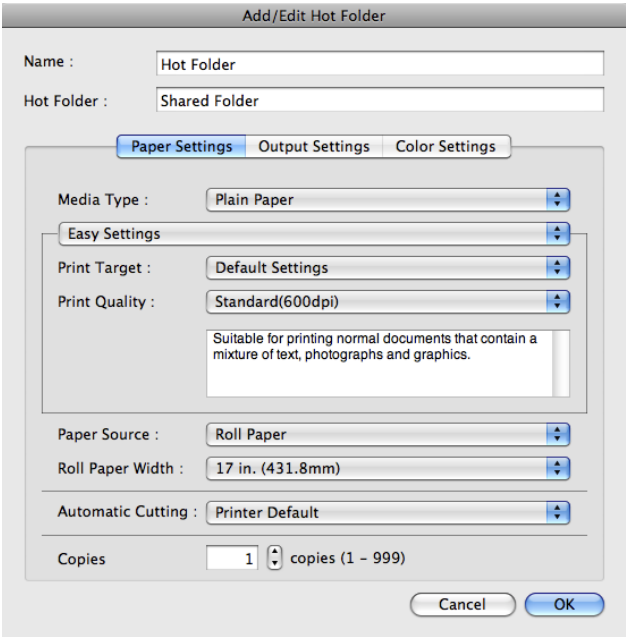 Add/Edit Hot Folder
Name : Hot Folder
Hot Folder : Shared Folder
Paper Settings Output Settings Color Settings
Media Type : Plain Paper
Easy Settings
Print Target : Default Settings
Print Quality : Standard(600dpi)
Suitable for printing normal documents that contain a
mixture of text, photographs and graphics.
Paper Source : Roll Paper
Roll Paper Width : 17 in. (431.8mm)
Automatic Cutting : Printer Default
Copies 1 copies (1 – 999)
Cancel OK